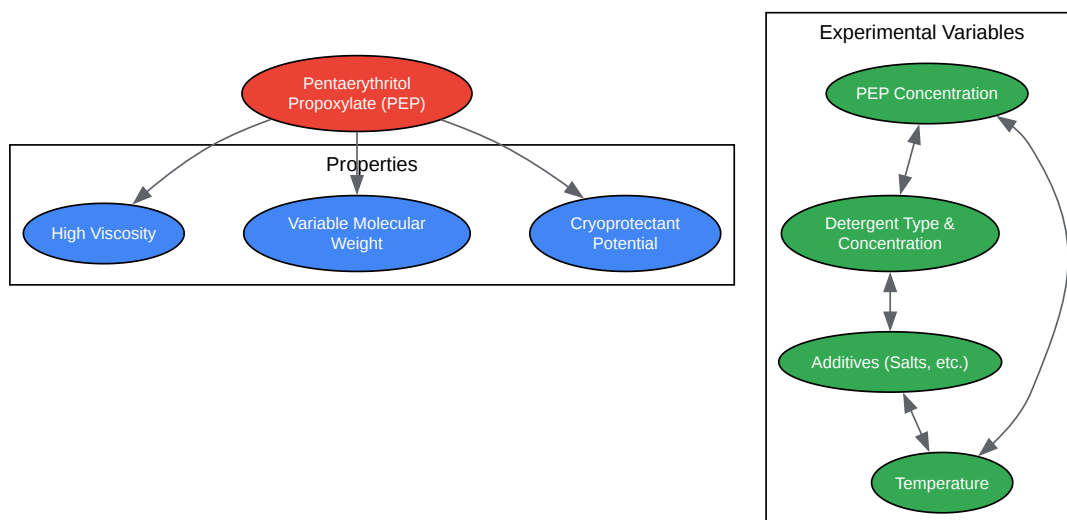 Pentaerythritol
Propoxylate (PEP)
Properties
High Viscosity
Variable Molecular
Weight
Cryoprotectant
Potential
Experimental Variables
PEP Concentration
Detergent Type &
Concentration
Additives (Salts, etc.)
Temperature